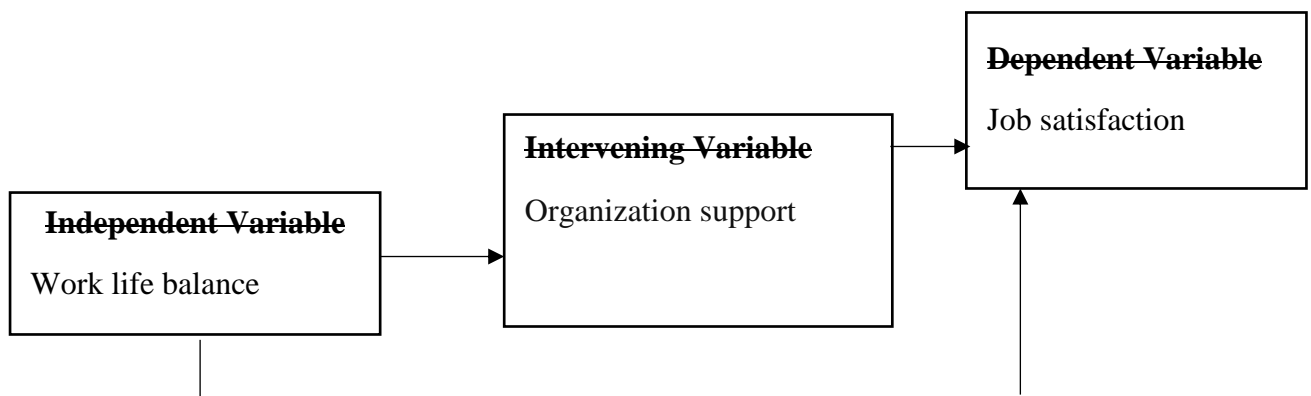 Dependent Variable
Job satisfaction
Intervening Variable
Organization support
Independent Variable
Work life balance